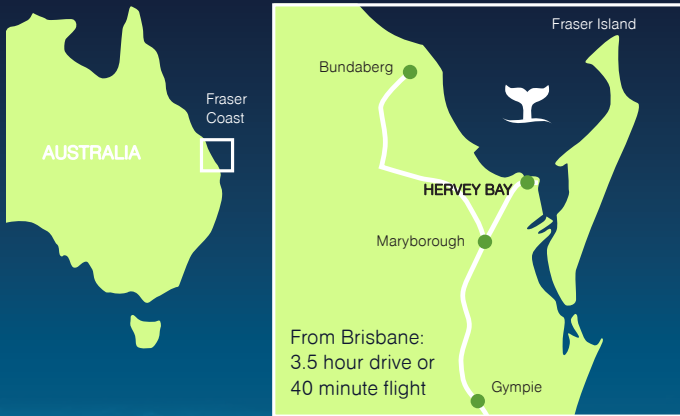 Fraser
Coast
AUSTRALIA
Fraser Island
Bundaberg
HERVEY BAY
Maryborough
From Brisbane:
3.5 hour drive or
40 minute flight
Gympie